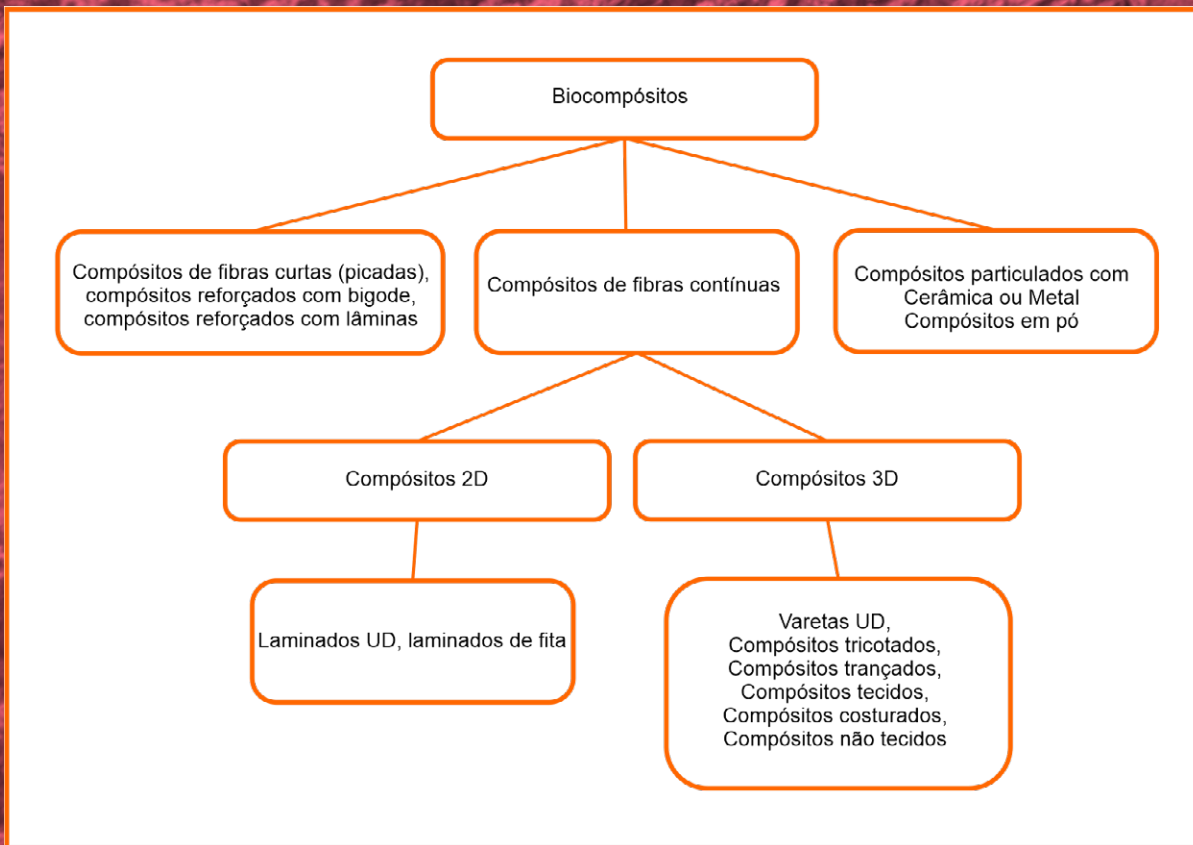 Biocompósitos
Compósitos de fibras curtas (picadas),
compósitos reforçados com bigode,
compósitos reforçados com lâminas
Compósitos de fibras contínuas
Compósitos particulados com
Cerâmica ou Metal
Compósitos em pó
Compósitos 2D
Compósitos 3D
Laminados UD, laminados de fita
Varetas UD,
Compósitos tricotados,
Compósitos trançados,
Compósitos tecidos,
Compósitos costurados,
Compósitos não tecidos